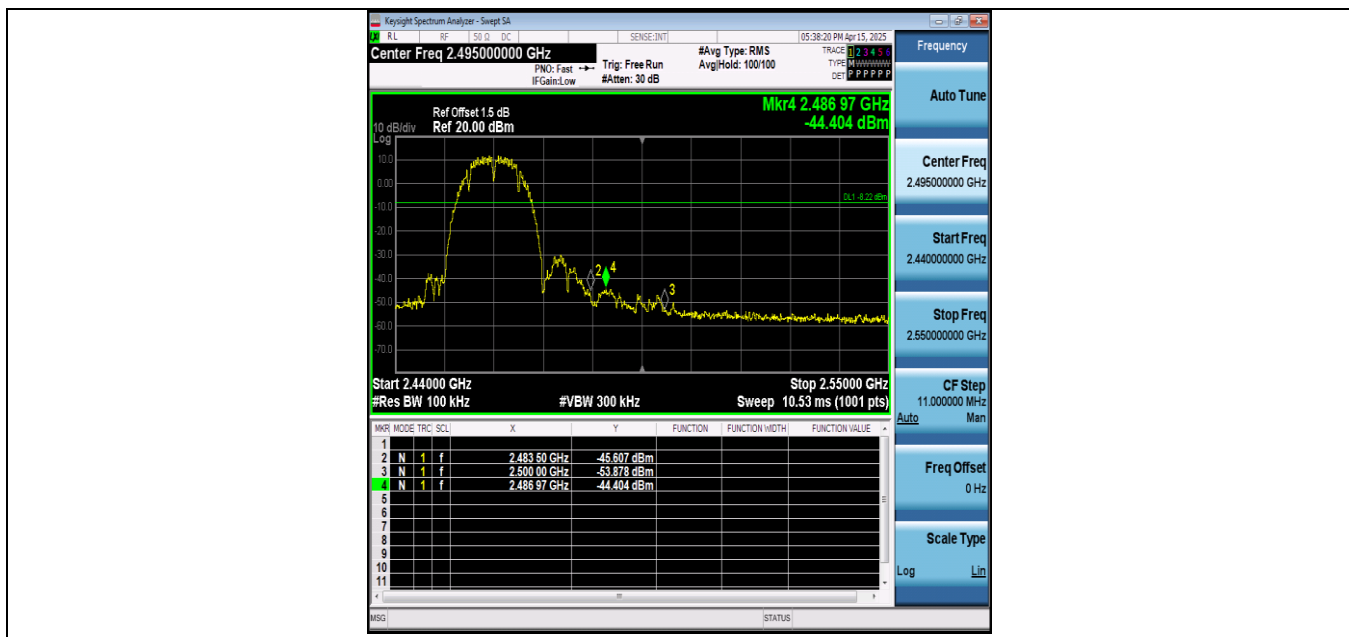 Keysight Spectrum Analyzer - Swept SA
RL RF 50 Ω DC SENSE:INT 05:38:20 PM Apr 15, 2025
Center Freq 2.495000000 GHz
PNO: Fast
IFGain:Low
Trig: Free Run
#Atten: 30 dB
#Avg Type: RMS
Avg|Hold: 100/100
TRACE 1 2 3 4 5 6
TYPE M
DET P P P P P P
Mkr4 2.486 97 GHz
-44.404 dBm
Ref Offset 1.5 dB
10 dB/div Ref 20.00 dBm
Log
10.0
0.00
DL1 -8.22 dBm
-10.0
-20.0
-30.0
-40.0
-50.0
-60.0
-70.0
2
4
3
Start 2.44000 GHz Stop 2.55000 GHz
#Res BW 100 kHz #VBW 300 kHz Sweep 10.53 ms (1001 pts)
MKR MODE TRC SCL X Y FUNCTION FUNCTION WIDTH FUNCTION VALUE
1
2 N 1 f 2.483 50 GHz -45.607 dBm
3 N 1 f 2.500 00 GHz -53.878 dBm
4 N 1 f 2.486 97 GHz -44.404 dBm
5
6
7
8
9
10
11
MSG STATUS
Frequency
Auto Tune
Center Freq
2.495000000 GHz
Start Freq
2.440000000 GHz
Stop Freq
2.550000000 GHz
CF Step
11.000000 MHz
Auto Man
Freq Offset
0 Hz
Scale Type
Log Lin